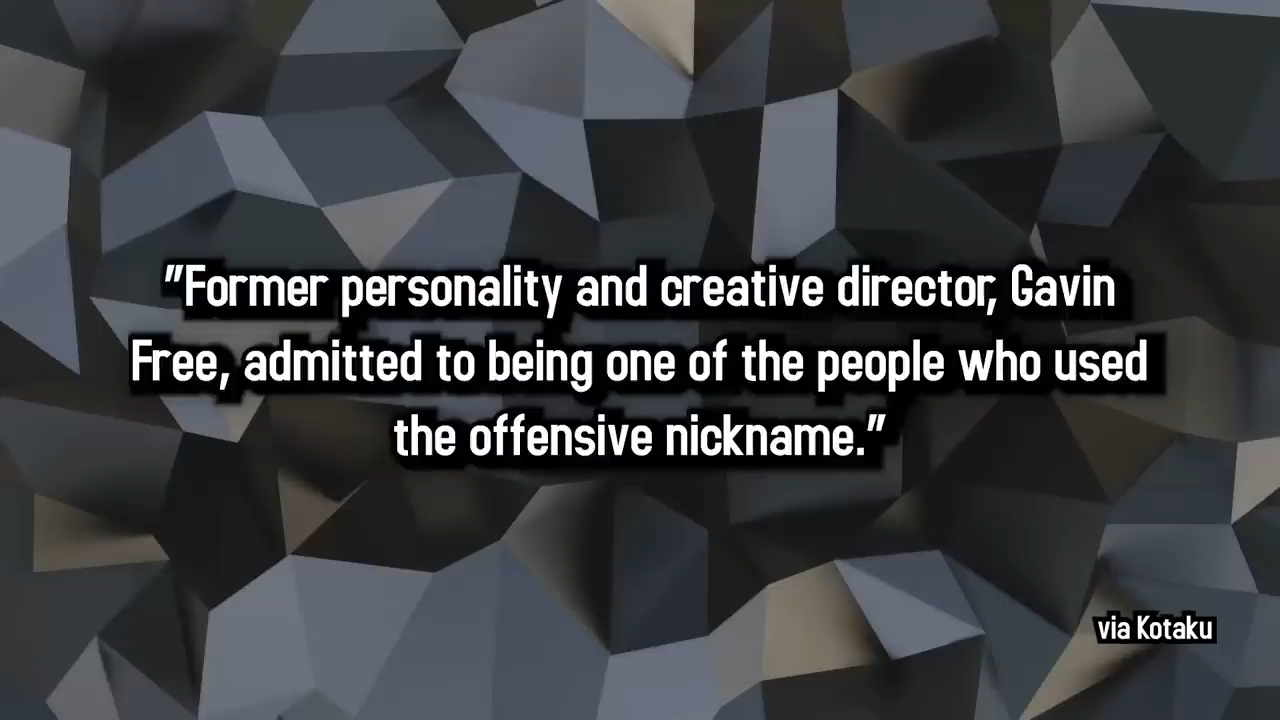 "Former personality and creative director, Gavin
Free, admitted to being one of the people who used
the offensive nickname."
via Kotaku